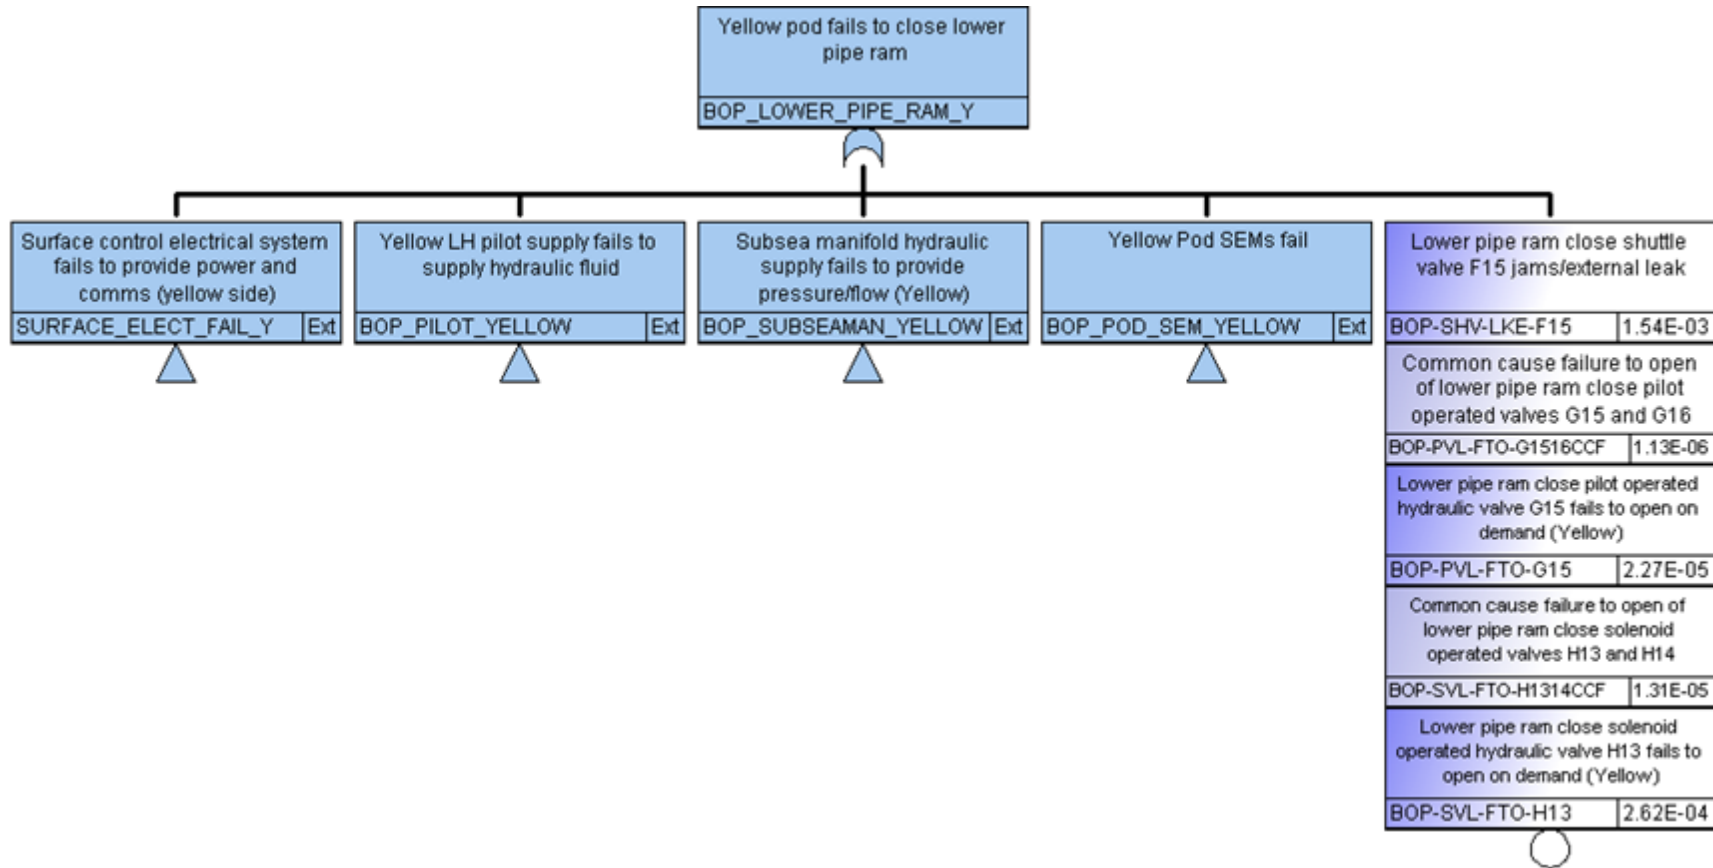 Yellow pod fails to close lower
pipe ram
BOP_LOWER_PIPE_RAM_Y
Surface control electrical system
fails to provide power and
comms (yellow side)
SURFACE_ELECT_FAIL_Y Ext
Yellow LH pilot supply fails to
supply hydraulic fluid
BOP_PILOT_YELLOW Ext
Subsea manifold hydraulic
supply fails to provide
pressure/flow (Yellow)
BOP_SUBSEAMAN_YELLOW Ext
Yellow Pod SEMs fail
BOP_POD_SEM_YELLOW Ext
Lower pipe ram close shuttle
valve F15 jams/external leak
BOP-SHV-LKE-F15 1.54E-03
Common cause failure to open
of lower pipe ram close pilot
operated valves G15 and G16
BOP-PVL-FTO-G1516CCF 1.13E-06
Lower pipe ram close pilot operated
hydraulic valve G15 fails to open on
demand (Yellow)
BOP-PVL-FTO-G15 2.27E-05
Common cause failure to open of
lower pipe ram close solenoid
operated valves H13 and H14
BOP-SVL-FTO-H1314CCF 1.31E-05
Lower pipe ram close solenoid
operated hydraulic valve H13 fails to
open on demand (Yellow)
BOP-SVL-FTO-H13 2.62E-04